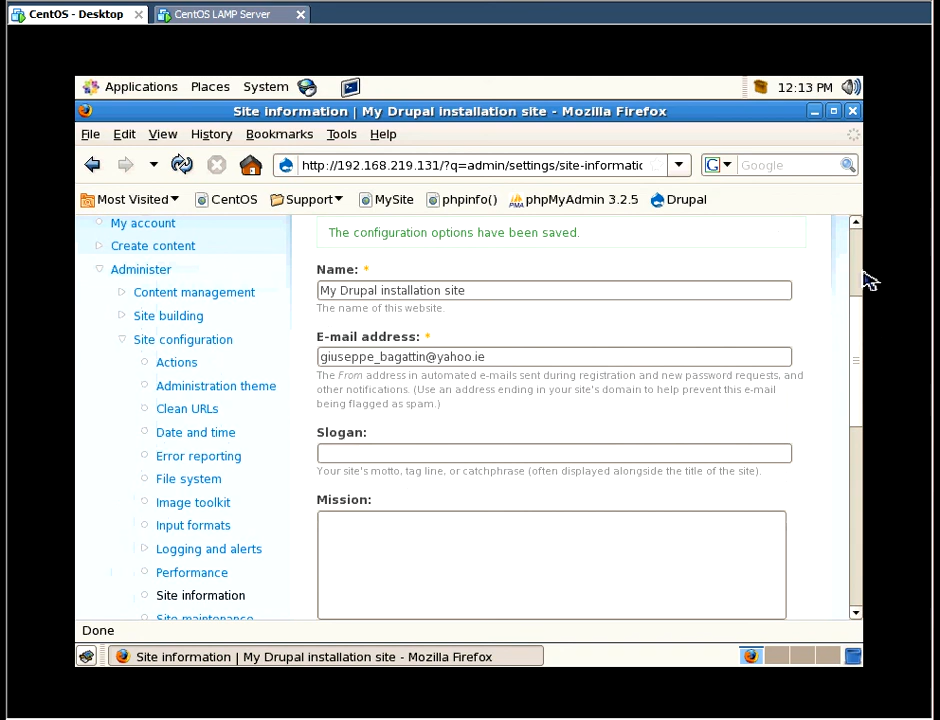 CentOS - Desktop
CentOS LAMP Server
Applications Places System 12:13 PM
Site information | My Drupal installation site - Mozilla Firefox
File Edit View History Bookmarks Tools Help
http://192.168.219.131/?q=admin/settings/site-informatic
G Google
Most Visited CentOS Support MySite phpinfo() phpMyAdmin 3.2.5 Drupal
My account
Create content
Administer
Content management
Site building
Site configuration
Actions
Administration theme
Clean URLs
Date and time
Error reporting
File system
Image toolkit
Input formats
Logging and alerts
Performance
Site information
Site maintenance
The configuration options have been saved.
Name: *
My Drupal installation site
The name of this website.
E-mail address: *
giuseppe_bagattin@yahoo.ie
The From address in automated e-mails sent during registration and new password requests, and
other notifications. (Use an address ending in your site's domain to help prevent this e-mail
being flagged as spam.)
Slogan:
Your site's motto, tag line, or catchphrase (often displayed alongside the title of the site).
Mission:
Done
Site information | My Drupal installation site - Mozilla Firefox